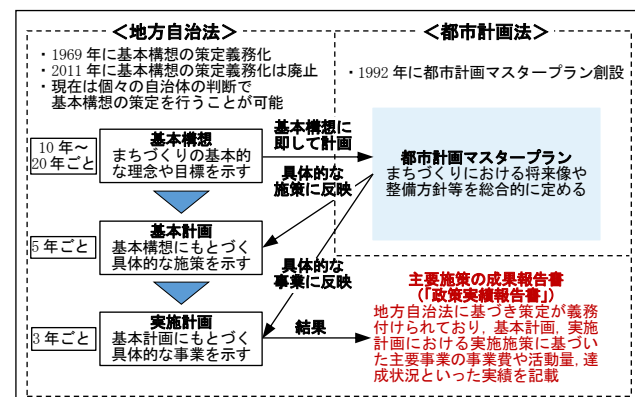 ＜地方自治法＞
・1969年に基本構想の策定義務化
・2011年に基本構想の策定義務化は廃止
・現在は個々の自治体の判断で
基本構想の策定を行うことが可能
＜都市計画法＞
・1992年に都市計画マスタープラン創設
10年～
20年ごと
基本構想
まちづくりの基本的
な理念や目標を示す
基本構想に
即して計画
都市計画マスタープラン
まちづくりにおける将来像や
整備方針等を総合的に定める
具体的な
施策に反映
5年ごと
基本計画
基本構想にもとづく
具体的な施策を示す
具体的な
事業に反映
3年ごと
実施計画
基本計画にもとづく
具体的な事業を示す
結果
主要施策の成果報告書
(｢政策実績報告書｣)
地方自治法に基づき策定が義務
付けられており, 基本計画, 実施
計画における実施施策に基づい
た主要事業の事業費や活動量, 達
成状況といった実績を記載